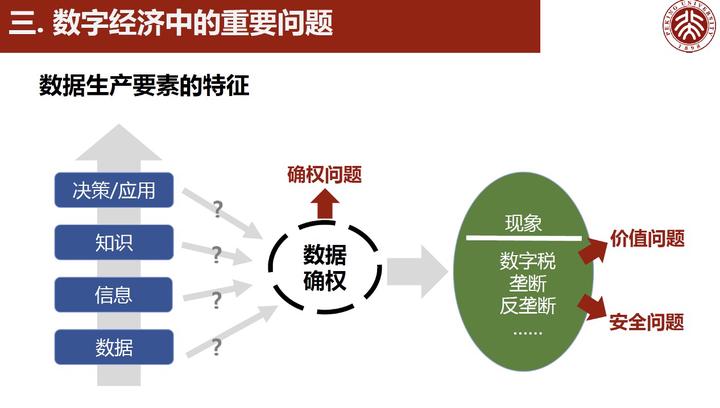 三. 数字经济中的重要问题
PEKING UNIVERSITY
1898
数据生产要素的特征
决策/应用
知识
信息
数据
?
?
?
?
确权问题
数据
确权
现象
数字税
垄断
反垄断
……
价值问题
安全问题